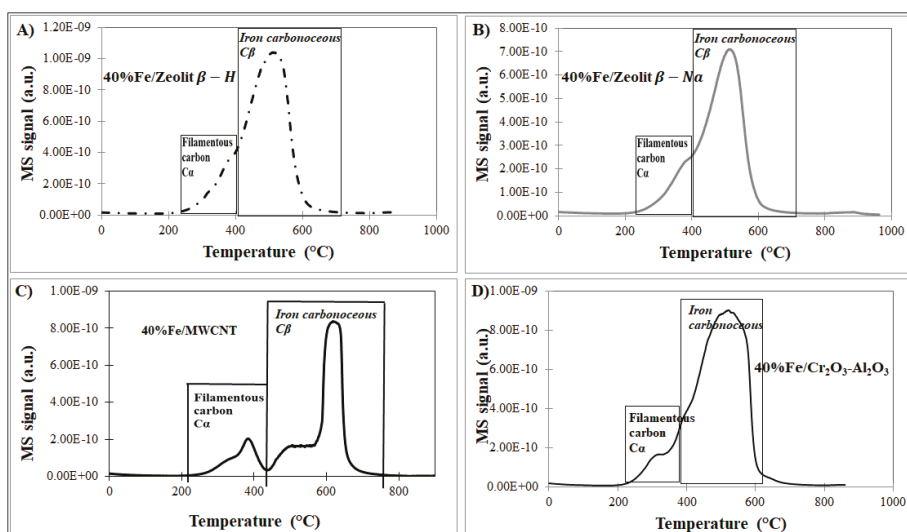 A)
1.20E-09
1.00E-09
8.00E-10
6.00E-10
4.00E-10
2.00E-10
0.00E+00
MS signal (a.u.)
Iron carbonoceous
Cβ
40%Fe/Zeolit β − H
Filamentous
carbon
Cα
0 200 400 600 800 1000
Temperature (°C)
B)
8.00E-10
7.00E-10
6.00E-10
5.00E-10
4.00E-10
3.00E-10
2.00E-10
1.00E-10
0.00E+00
MS signal (a.u.)
Iron carbonoceous
Cβ
40%Fe/Zeolit β − Na
Filamentous
carbon
Cα
0 200 400 600 800 1000
Temperature (°C)
C)
1.00E-09
8.00E-10
6.00E-10
4.00E-10
2.00E-10
0.00E+00
MS signal (a.u.)
Iron carbonoceous
Cβ
40%Fe/MWCNT
Filamentous
carbon
Cα
0 200 400 600 800
Temperature (°C)
D)
1.00E-09
8.00E-10
6.00E-10
4.00E-10
2.00E-10
0.00E+00
MS signal (a.u.)
Iron
carbonoceous
40%Fe/Cr₂O₃-Al₂O₃
Filamentous
carbon
Cα
0 200 400 600 800 1000
Temperature (°C)